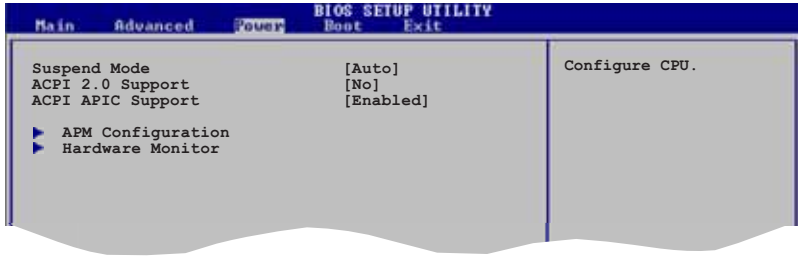 BIOS SETUP UTILITY
Main Advanced Power Boot Exit
Suspend Mode [Auto]
ACPI 2.0 Support [No]
ACPI APIC Support [Enabled]
APM Configuration
Hardware Monitor
Configure CPU.